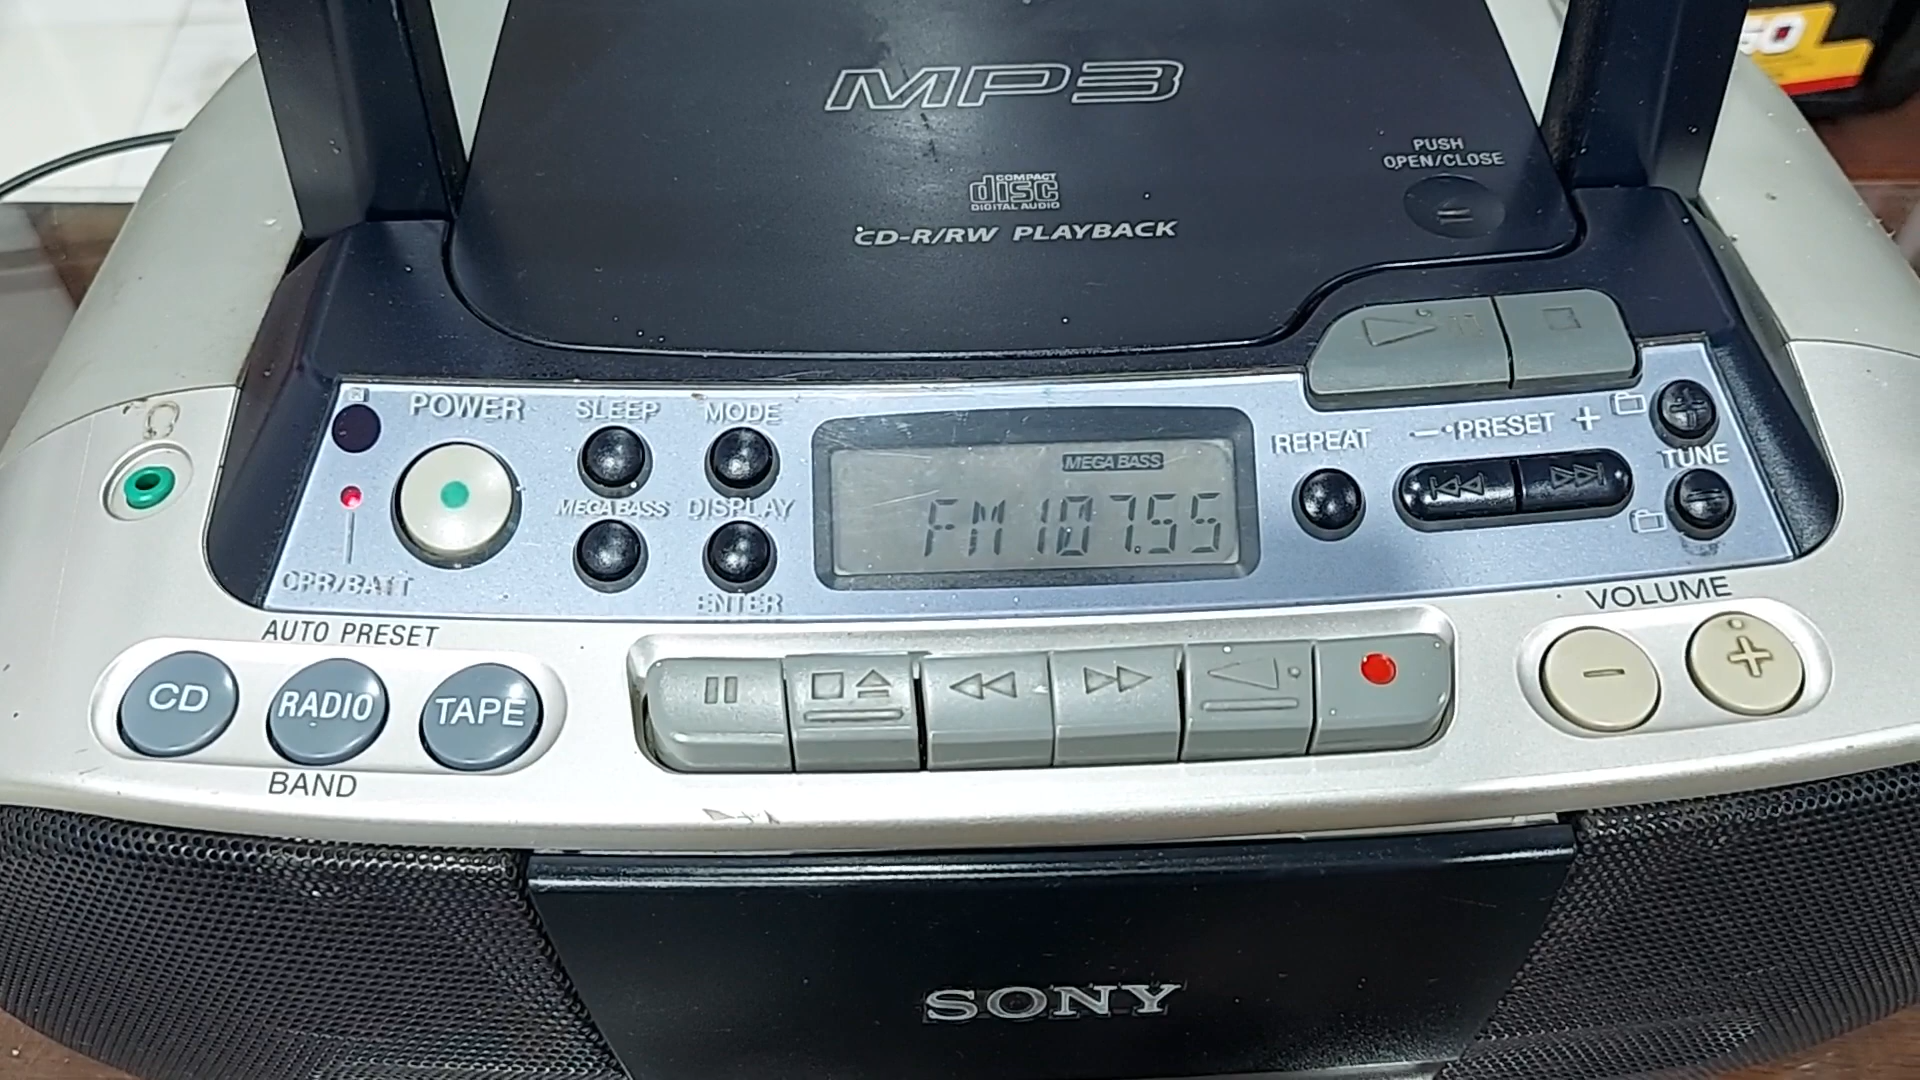 MP3
COMPACT
disc
DIGITAL AUDIO
CD-R/RW PLAYBACK
PUSH
OPEN/CLOSE
50
POWER
SLEEP
MODE
MEGA BASS
FM 107.55
REPEAT
– PRESET +
TUNE
MEGA BASS
DISPLAY
ENTER
OPR/BATT
AUTO PRESET
CD
RADIO
TAPE
BAND
VOLUME
– +
SONY